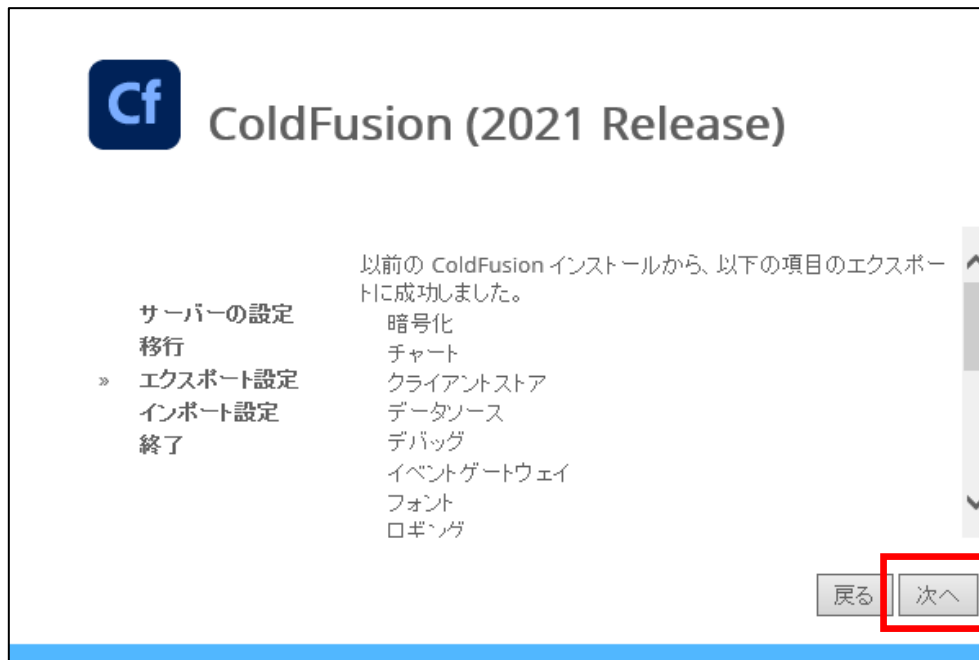 Cf
ColdFusion (2021 Release)
サーバーの設定
移行
» エクスポート設定
インポート設定
終了
以前の ColdFusion インストールから、以下の項目のエクスポー
トに成功しました。
暗号化
チャート
クライアントストア
データソース
デバッグ
イベントゲートウェイ
フォント
ロギング
戻る
次へ